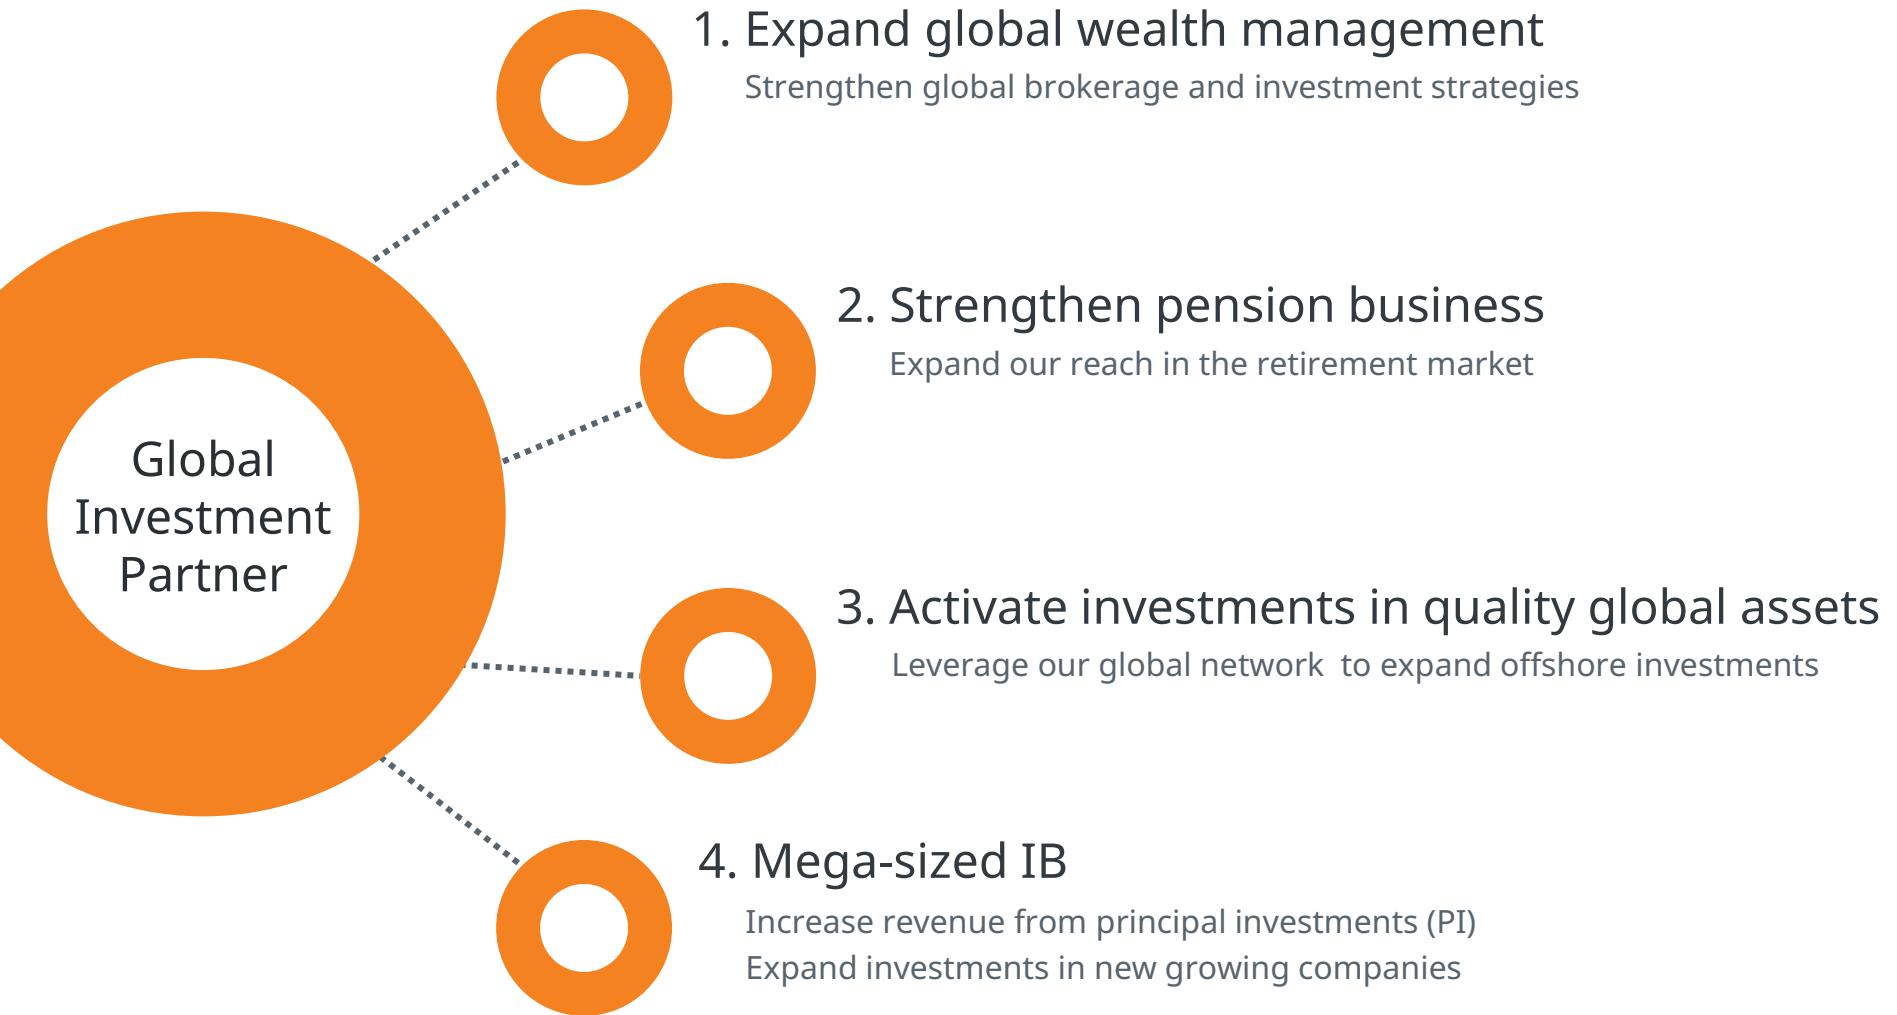 1. Expand global wealth management
Strengthen global brokerage and investment strategies
2. Strengthen pension business
Expand our reach in the retirement market
Global
Investment
Partner
3. Activate investments in quality global assets
Leverage our global network  to expand offshore investments
4. Mega-sized IB
Increase revenue from principal investments (PI)
Expand investments in new growing companies